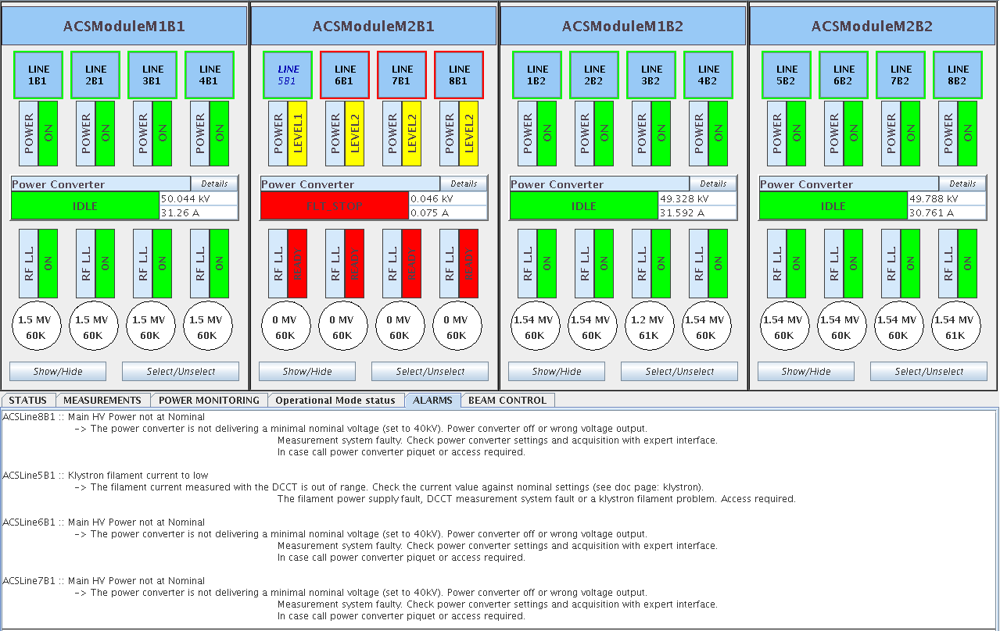 ACSModuleM1B1 ACSModuleM2B1 ACSModuleM1B2 ACSModuleM2B2
LINE 1B1 LINE 2B1 LINE 3B1 LINE 4B1 LINE 5B1 LINE 6B1 LINE 7B1 LINE 8B1 LINE 1B2 LINE 2B2 LINE 3B2 LINE 4B2 LINE 5B2 LINE 6B2 LINE 7B2 LINE 8B2
POWER ON POWER ON POWER ON POWER ON POWER LEVEL1 POWER LEVEL2 POWER LEVEL2 POWER LEVEL2 POWER ON POWER ON POWER ON POWER ON POWER ON POWER ON POWER ON POWER ON
Power Converter Details Power Converter Details Power Converter Details Power Converter Details
IDLE 50.044 kV FLT STOP 0.046 kV IDLE 49.328 kV IDLE 49.788 kV
31.26 A 0.075 A 31.592 A 30.761 A
RF L.L. ON RF L.L. ON RF L.L. ON RF L.L. ON RF L.L. READY RF L.L. READY RF L.L. READY RF L.L. READY RF L.L. ON RF L.L. ON RF L.L. ON RF L.L. ON RF L.L. ON RF L.L. ON RF L.L. ON RF L.L. ON
1.5 MV 1.5 MV 1.5 MV 1.5 MV 0 MV 0 MV 0 MV 0 MV 1.54 MV 1.54 MV 1.2 MV 1.54 MV 1.54 MV 1.54 MV 1.54 MV 1.54 MV
60K 60K 60K 60K 60K 60K 60K 60K 60K 60K 61K 60K 60K 60K 60K 61K
Show/Hide Select/Unselect Show/Hide Select/Unselect Show/Hide Select/Unselect Show/Hide Select/Unselect
STATUS MEASUREMENTS POWER MONITORING Operational Mode status ALARMS BEAM CONTROL
ACSLine8B1 :: Main HV Power not at Nominal
--> The power converter is not delivering a minimal nominal voltage (set to 40kV). Power converter off or wrong voltage output.
Measurement system faulty. Check power converter settings and acquisition with expert interface.
In case call power converter piquet or access required.
ACSLine5B1 :: Klystron filament current to low
--> The filament current measured with the DCCT is out of range. Check the current value against nominal settings (see doc page: klystron).
The filament power supply fault, DCCT measurement system fault or a klystron filament problem. Access required.
ACSLine6B1 :: Main HV Power not at Nominal
--> The power converter is not delivering a minimal nominal voltage (set to 40kV). Power converter off or wrong voltage output.
Measurement system faulty. Check power converter settings and acquisition with expert interface.
In case call power converter piquet or access required.
ACSLine7B1 :: Main HV Power not at Nominal
--> The power converter is not delivering a minimal nominal voltage (set to 40kV). Power converter off or wrong voltage output.
Measurement system faulty. Check power converter settings and acquisition with expert interface.
In case call power converter piquet or access required.